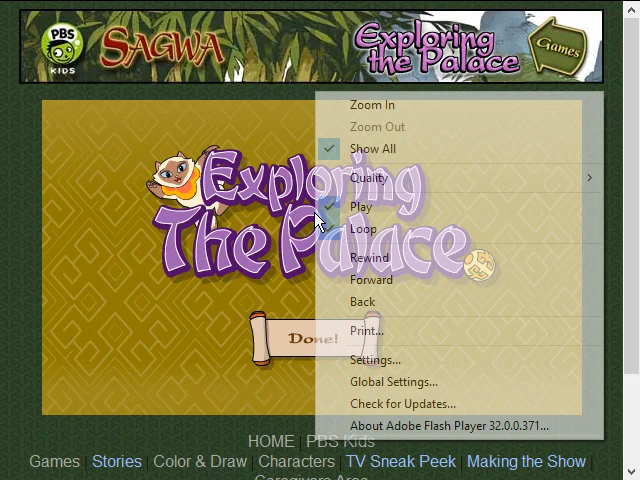 PBS
KIDS
SAGWA
Exploring
the Palace
Games
Exploring
The Palace
Done!
Zoom In
Zoom Out
Show All
Quality
Play
Loop
Rewind
Forward
Back
Print...
Settings...
Global Settings...
Check for Updates...
About Adobe Flash Player 32.0.0.371...
HOME | PBS Kids
Games | Stories | Color & Draw | Characters | TV Sneak Peek | Making the Show |
Caregivers Area